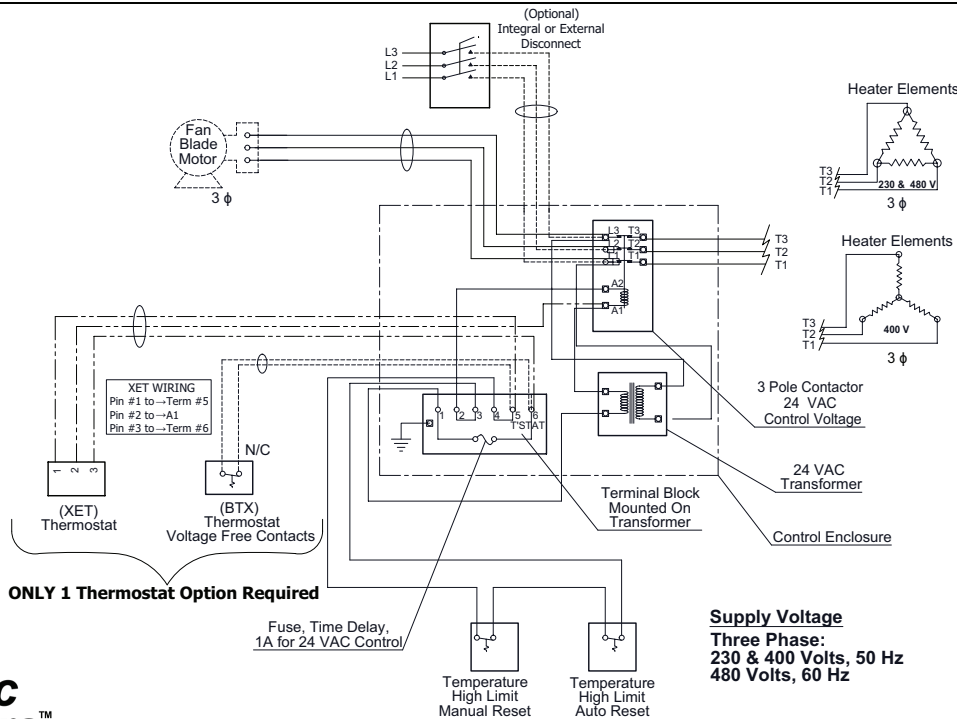 (Optional)
Integral or External
Disconnect
L3
L2
L1
Heater Elements
T3
T2
T1
230 & 480 V
3 ϕ
Fan
Blade
Motor
3 ϕ
L3 T3
L2 T2
L1 T1
A2
A1
T3
T2
T1
Heater Elements
T3
T2
T1
400 V
3 ϕ
XET WIRING
Pin #1 to→Term #5
Pin #2 to→A1
Pin #3 to→Term #6
N/C
1 2 3 4 5 6
T'STAT
3 Pole Contactor
24 VAC
Control Voltage
24 VAC
Transformer
Control Enclosure
1 2 3
(XET)
Thermostat
(BTX)
Thermostat
Voltage Free Contacts
Terminal Block
Mounted On
Transformer
ONLY 1 Thermostat Option Required
Fuse, Time Delay,
1A for 24 VAC Control
Temperature
High Limit
Manual Reset
Temperature
High Limit
Auto Reset
Supply Voltage
Three Phase:
230 & 400 Volts, 50 Hz
480 Volts, 60 Hz